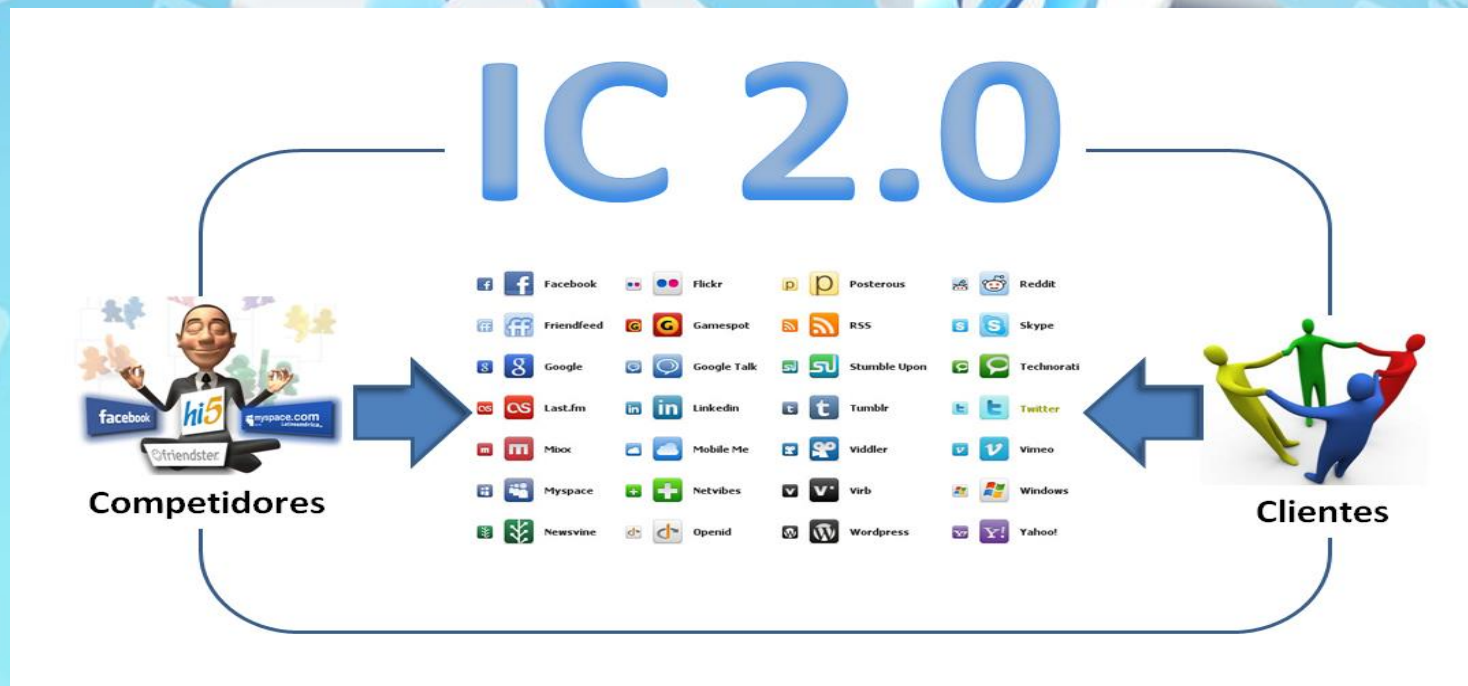 IC 2.0
Facebook Flickr Posterous Reddit
Friendfeed Gamespot RSS Skype
Google Google Talk Stumble Upon Technorati
Last.fm Linkedin Tumblr Twitter
Mixx Mobile Me Viddler Vimeo
Myspace Netvibes Virb Windows
Newsvine Openid Wordpress Yahoo!
facebook hi5 myspace.com
Latinoamérica.
friendster
Competidores
Clientes